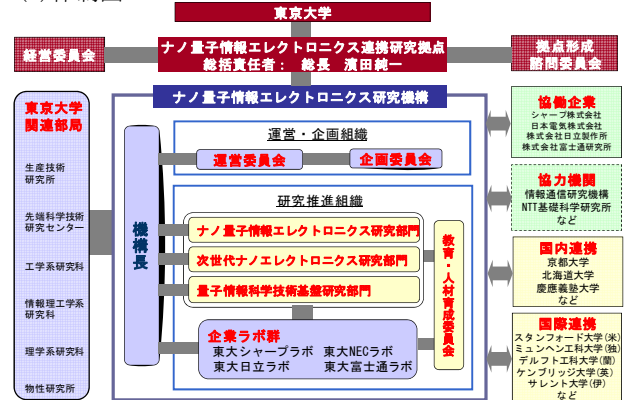 東京大学
経営委員会
ナノ量子情報エレクトロニクス連携研究拠点
総括責任者： 総長 濱田純一
拠点形成
諮問委員会
ナノ量子情報エレクトロニクス研究機構
東京大学
関連部局
生産技術
研究所
先端科学技術
研究センター
工学系研究科
情報理工学系
研究科
理学系研究科
物性研究所
機構長
運営・企画組織
運営委員会
企画委員会
研究推進組織
ナノ量子情報エレクトロニクス研究部門
次世代ナノエレクトロニクス研究部門
量子情報科学技術基盤研究部門
教育・人材育成委員会
企業ラボ群
東大シャープラボ 東大NECラボ
東大日立ラボ 東大富士通ラボ
協働企業
シャープ株式会社
日本電気株式会社
株式会社日立製作所
株式会社富士通研究所
協力機関
情報通信研究機構
NTT基礎科学研究所
など
国内連携
京都大学
北海道大学
慶應義塾大学
など
国際連携
スタンフォード大学(米)
ミュンヘン工科大学(独)
デルフト工科大学(蘭)
ケンブリッジ大学(英)
サレント大学(伊)
など